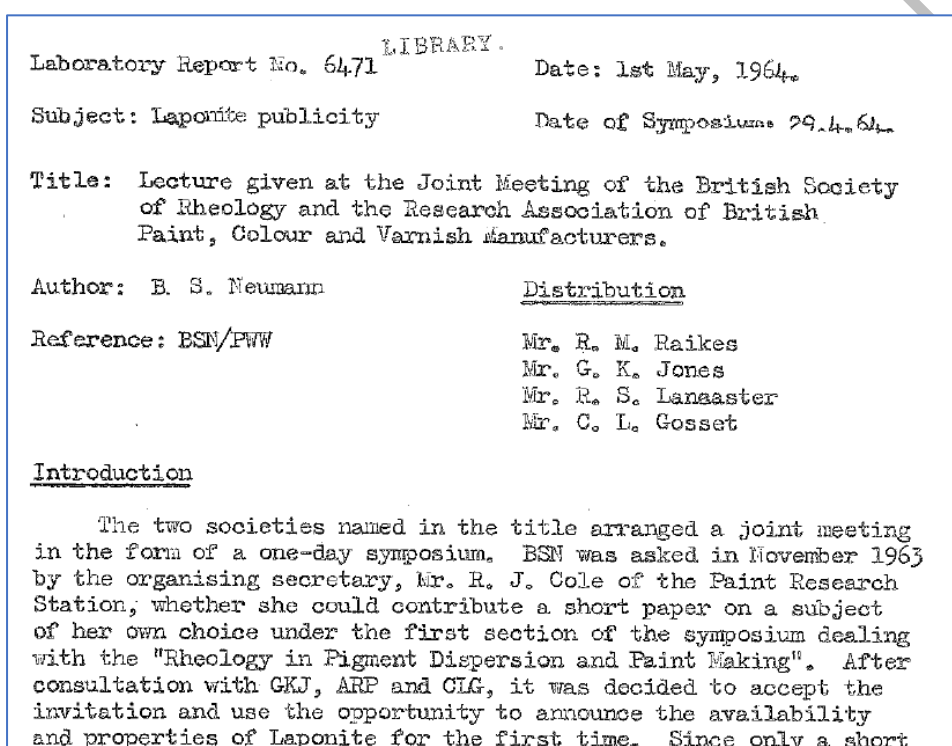 LIBRARY.
Laboratory Report No. 6471
Date: 1st May, 1964.
Subject: Laponite publicity
Date of Symposium: 29.4.64.
Title: Lecture given at the Joint Meeting of the British Society
of Rheology and the Research Association of British
Paint, Colour and Varnish Manufacturers.
Author: B. S. Neumann
Distribution
Reference: BSN/PWW
Mr. R. M. Raikes
Mr. G. K. Jones
Mr. R. S. Lancaster
Mr. C. L. Gosset
Introduction
The two societies named in the title arranged a joint meeting
in the form of a one-day symposium. BSN was asked in November 1963
by the organising secretary, Mr. R. J. Cole of the Paint Research
Station, whether she could contribute a short paper on a subject
of her own choice under the first section of the symposium dealing
with the "Rheology in Pigment Dispersion and Paint Making". After
consultation with GKJ, ARP and CLG, it was decided to accept the
invitation and use the opportunity to announce the availability
and properties of Laponite for the first time. Since only a short